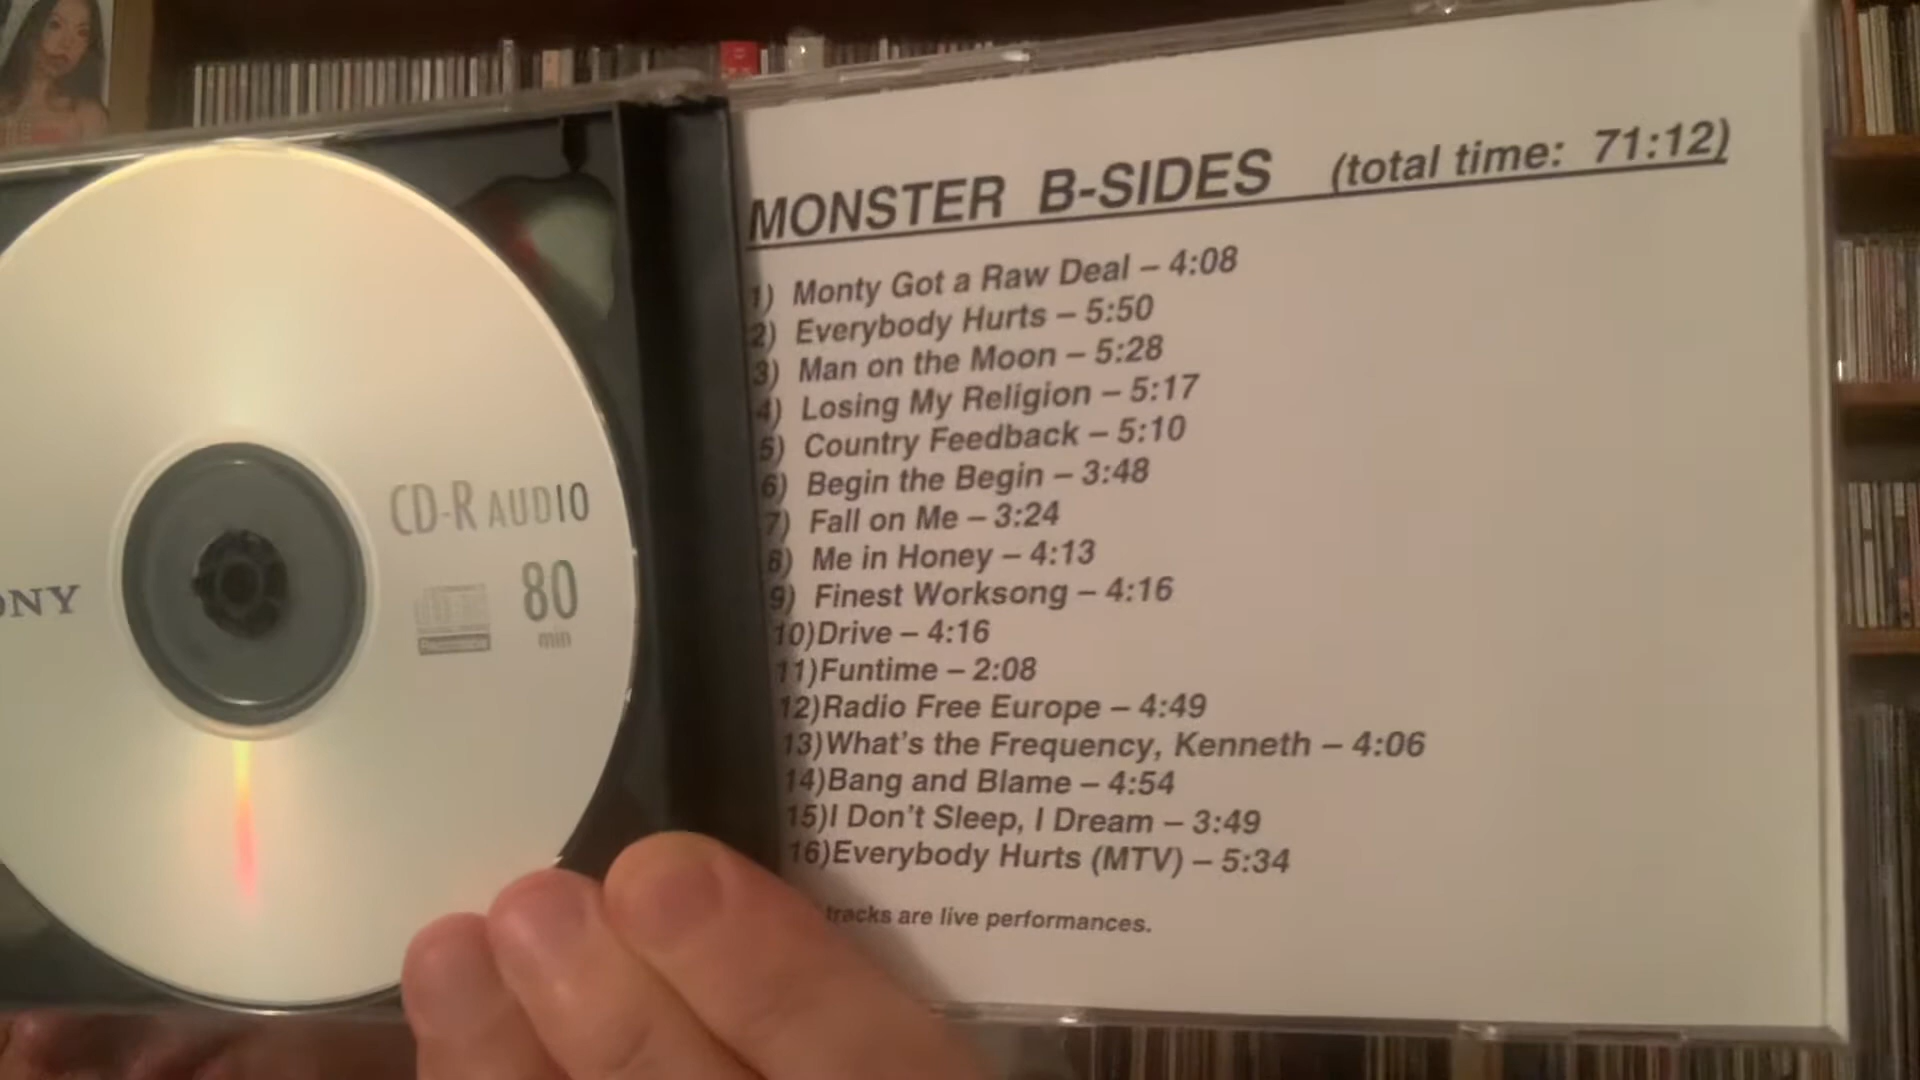 MONSTER B-SIDES (total time: 71:12)
1) Monty Got a Raw Deal – 4:08
2) Everybody Hurts – 5:50
3) Man on the Moon – 5:28
4) Losing My Religion – 5:17
5) Country Feedback – 5:10
6) Begin the Begin – 3:48
7) Fall on Me – 3:24
8) Me in Honey – 4:13
9) Finest Worksong – 4:16
10)Drive – 4:16
11)Funtime – 2:08
12)Radio Free Europe – 4:49
13)What's the Frequency, Kenneth – 4:06
14)Bang and Blame – 4:54
15)I Don't Sleep, I Dream – 3:49
16)Everybody Hurts (MTV) – 5:34
tracks are live performances.
ONY
CD-R AUDIO
80
min